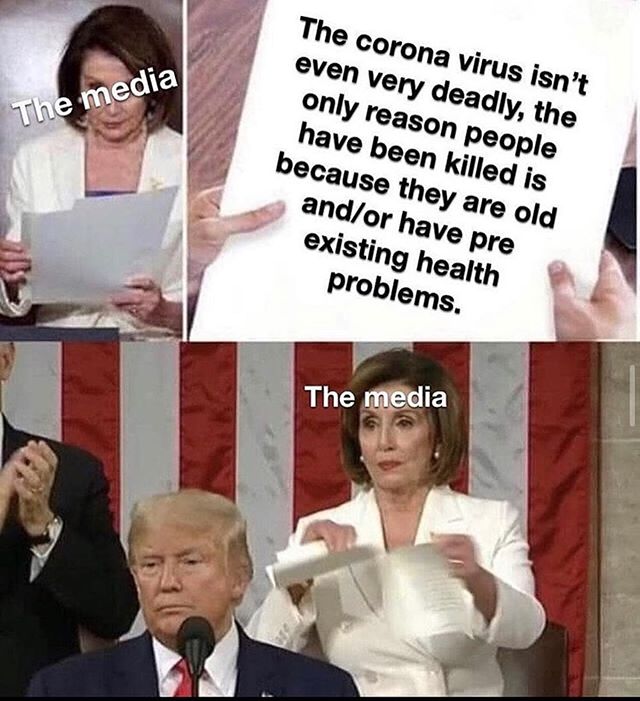 The media
The corona virus isn't
even very deadly, the
only reason people
have been killed is
because they are old
and/or have pre
existing health
problems.
The media